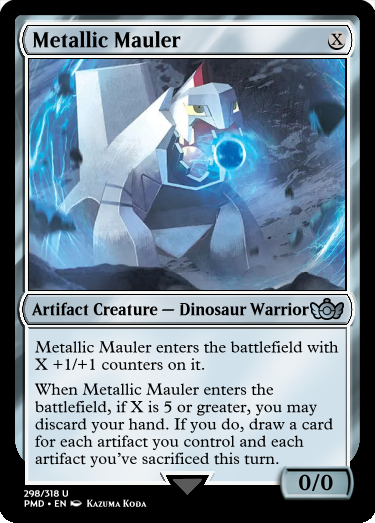 Metallic Mauler X
Artifact Creature — Dinosaur Warrior
Metallic Mauler enters the battlefield with
X +1/+1 counters on it.
When Metallic Mauler enters the
battlefield, if X is 5 or greater, you may
discard your hand. If you do, draw a card
for each artifact you control and each
artifact you've sacrificed this turn.
0/0
298/318 U
PMD • EN Kazuma Koda